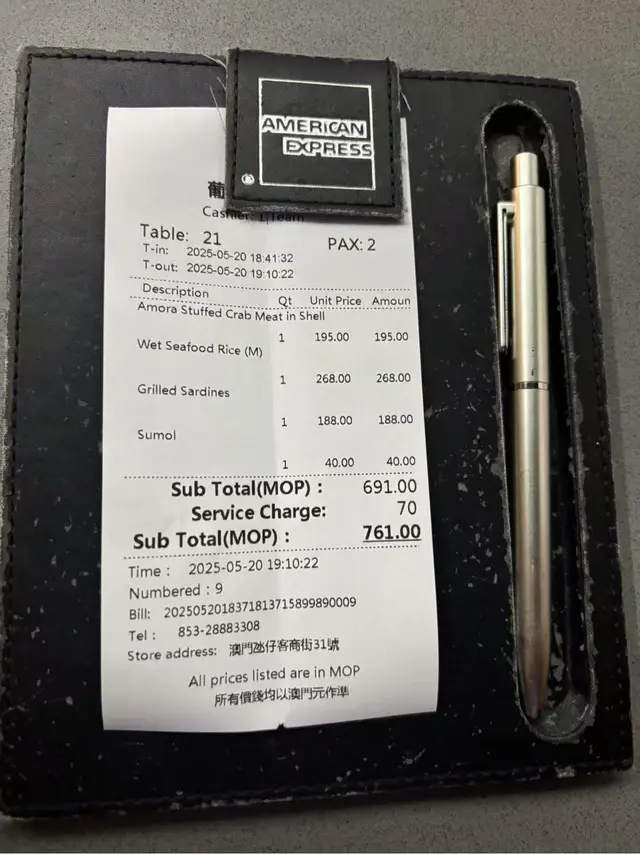 AMERICAN
EXPRESS
®
葡
Cashier: 1|Team
Table: 21 PAX: 2
T-in: 2025-05-20 18:41:32
T-out: 2025-05-20 19:10:22
Description Qt Unit Price Amoun
Amora Stuffed Crab Meat in Shell
1 195.00 195.00
Wet Seafood Rice (M)
1 268.00 268.00
Grilled Sardines
1 188.00 188.00
Sumol
1 40.00 40.00
Sub Total(MOP) : 691.00
Service Charge: 70
Sub Total(MOP) : 761.00
Time : 2025-05-20 19:10:22
Numbered : 9
Bill: 2025052018371813715899890009
Tel : 853-28883308
Store address: 澳門氹仔客商街31號
All prices listed are in MOP
所有價錢均以澳門元作準